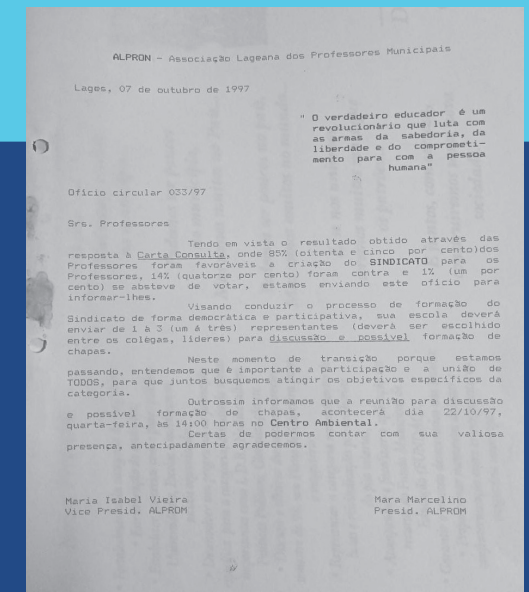 ALPRON - Associação Lageana dos Professores Municipais
Lages, 07 de outubro de 1997
" O verdadeiro educador é um
revolucionário que luta com
as armas da sabedoria, da
liberdade e do comprometi-
mento para com a pessoa
humana"
Ofício circular 033/97
Srs. Professores
Tendo em vista o resultado obtido através das
resposta à Carta Consulta, onde 85% (oitenta e cinco por cento)dos
Professores foram favoráveis a criação do SINDICATO para os
Professores, 14% (quatorze por cento) foram contra e 1% (um por
cento) se absteve de votar, estamos enviando este ofício para
informar-lhes.
Visando conduzir o processo de formação do
Sindicato de forma democrática e participativa, sua escola deverá
enviar de 1 à 3 (um à três) representantes (deverá ser escolhido
entre os colegas, líderes) para discussão e possível formação de
chapas.
Neste momento de transição porque estamos
passando, entendemos que é importante a participação e a união de
TODOS, para que juntos busquemos atingir os objetivos específicos da
categoria.
Outrossim informamos que a reunião para discussão
e possível formação de chapas, acontecerá dia 22/10/97,
quarta-feira, às 14:00 horas no Centro Ambiental.
Certas de podermos contar com sua valiosa
presença, antecipadamente agradecemos.
Maria Isabel Vieira
Vice Presid. ALPROM
Mara Marcelino
Presid. ALPROM